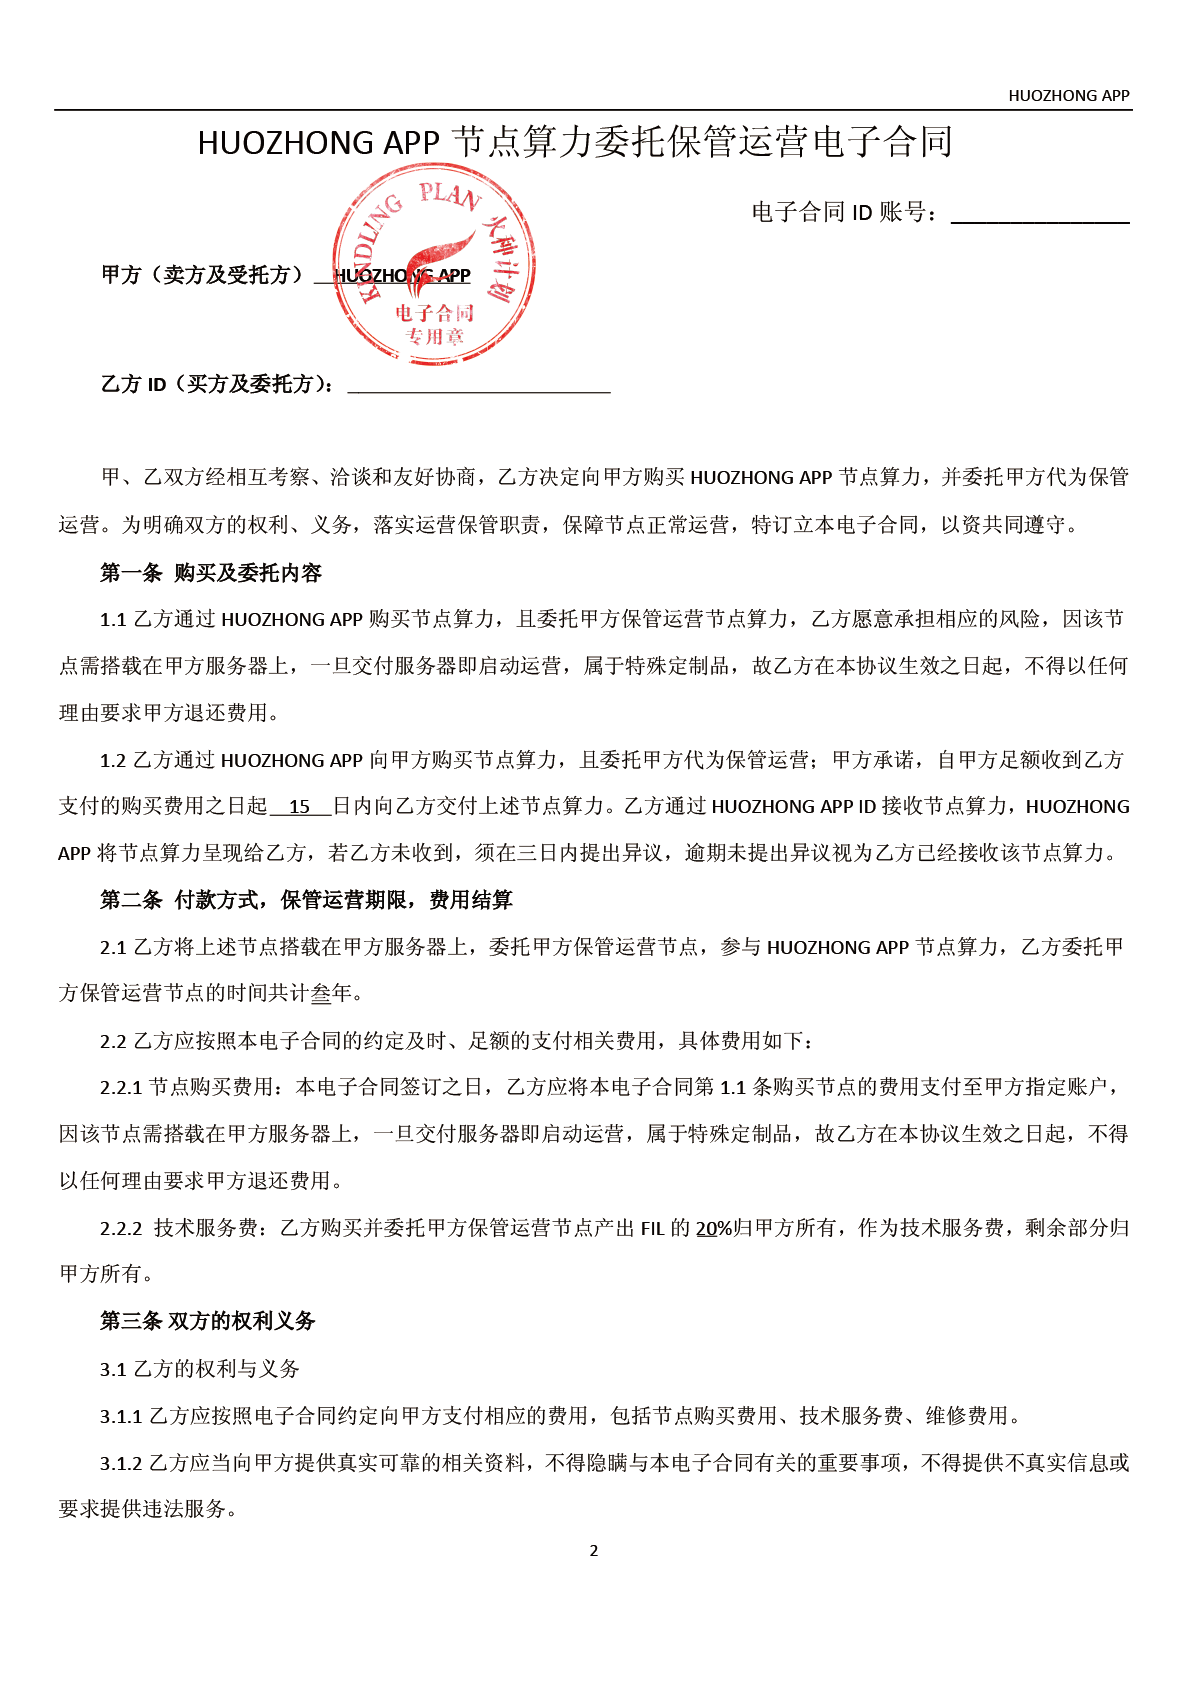 HUOZHONG APP
HUOZHONG APP 节点算力委托保管运营电子合同
电子合同 ID 账号：
KINDLING PLAN 火种计划
甲方（卖方及受托方） HUOZHONG APP
电子合同
专用章
乙方 ID（买方及委托方）：
甲、乙双方经相互考察、洽谈和友好协商，乙方决定向甲方购买 HUOZHONG APP 节点算力，并委托甲方代为保管
运营。为明确双方的权利、义务，落实运营保管职责，保障节点正常运营，特订立本电子合同，以资共同遵守。
第一条 购买及委托内容
1.1 乙方通过 HUOZHONG APP 购买节点算力，且委托甲方保管运营节点算力，乙方愿意承担相应的风险，因该节
点需搭载在甲方服务器上，一旦交付服务器即启动运营，属于特殊定制品，故乙方在本协议生效之日起，不得以任何
理由要求甲方退还费用。
1.2 乙方通过 HUOZHONG APP 向甲方购买节点算力，且委托甲方代为保管运营；甲方承诺，自甲方足额收到乙方
支付的购买费用之日起 15 日内向乙方交付上述节点算力。乙方通过 HUOZHONG APP ID 接收节点算力，HUOZHONG
APP 将节点算力呈现给乙方，若乙方未收到，须在三日内提出异议，逾期未提出异议视为乙方已经接收该节点算力。
第二条 付款方式，保管运营期限，费用结算
2.1 乙方将上述节点搭载在甲方服务器上，委托甲方保管运营节点，参与 HUOZHONG APP 节点算力，乙方委托甲
方保管运营节点的时间共计叁年。
2.2 乙方应按照本电子合同的约定及时、足额的支付相关费用，具体费用如下：
2.2.1 节点购买费用：本电子合同签订之日，乙方应将本电子合同第 1.1 条购买节点的费用支付至甲方指定账户，
因该节点需搭载在甲方服务器上，一旦交付服务器即启动运营，属于特殊定制品，故乙方在本协议生效之日起，不得
以任何理由要求甲方退还费用。
2.2.2 技术服务费：乙方购买并委托甲方保管运营节点产出 FIL 的 20%归甲方所有，作为技术服务费，剩余部分归
甲方所有。
第三条 双方的权利义务
3.1 乙方的权利与义务
3.1.1 乙方应按照电子合同约定向甲方支付相应的费用，包括节点购买费用、技术服务费、维修费用。
3.1.2 乙方应当向甲方提供真实可靠的相关资料，不得隐瞒与本电子合同有关的重要事项，不得提供不真实信息或
要求提供违法服务。
2